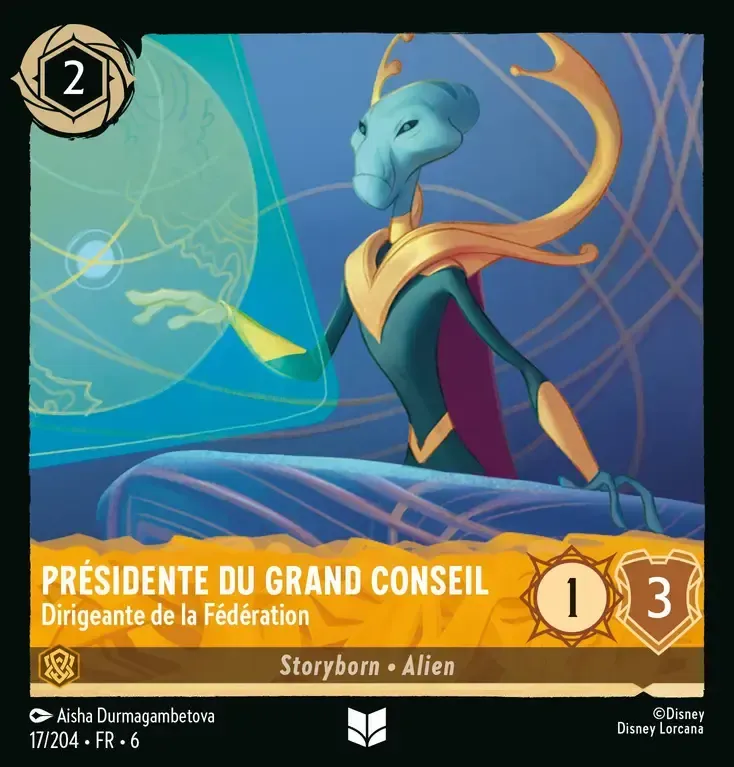 2
PRÉSIDENTE DU GRAND CONSEIL
Dirigeante de la Fédération
1
3
Storyborn • Alien
Aisha Durmagambetova
17/204 • FR • 6
©Disney
Disney Lorcana